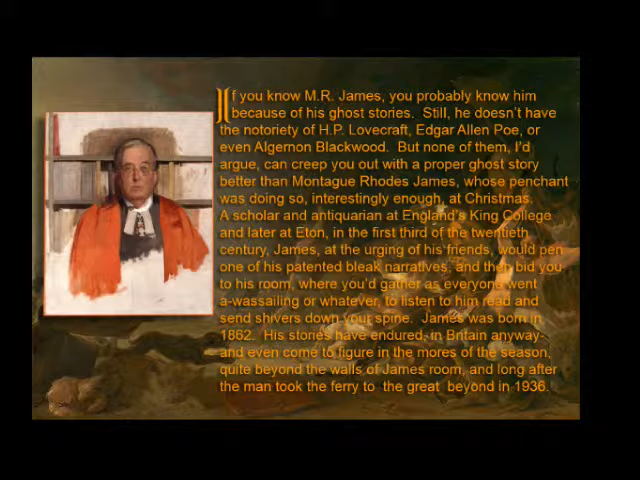 If you know M.R. James, you probably know him
because of his ghost stories. Still, he doesn't have
the notoriety of H.P. Lovecraft, Edgar Allen Poe, or
even Algernon Blackwood. But none of them, I'd
argue, can creep you out with a proper ghost story
better than Montague Rhodes James, whose penchant
was doing so, interestingly enough, at Christmas.
A scholar and antiquarian at England's King College
and later at Eton, in the first third of the twentieth
century, James, at the urging of his friends, would pen
one of his patented bleak narratives, and then bid you
to his room, where you'd gather as everyone went
a-wassailing or whatever, to listen to him read and
send shivers down your spine. James was born in
1862. His stories have endured, in Britain anyway-
and even come to figure in the mores of the season,
quite beyond the walls of James room, and long after
the man took the ferry to the great beyond in 1936.